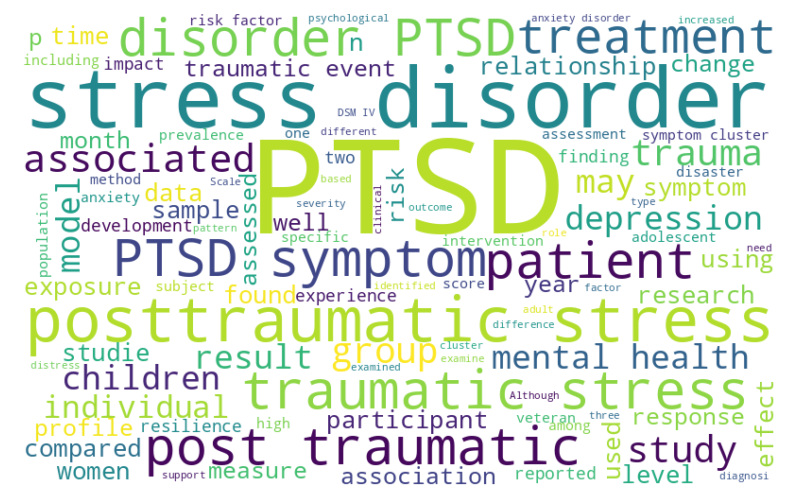 risk factor psychological anxiety disorder increased
p time disorder n PTSD treatment
including impact traumatic event relationship change
stress disorder
DSM IV
month prevalence one different assessment symptom cluster
associated PTSD two finding trauma
method Scale based disaster
population anxiety data severity clinical risk may symptom type
model sample assessed well outcome depression
development pattern specific intervention role adolescent
PTSD symptom patient need using
exposure subject identified score year factor
found experience research
posttraumatic stress adult
difference
studie result group cluster mental health
distress examined examine
children traumatic stress
individual Although
profile resilience high participant veteran among three used response effect
compared post traumatic study
women support measure association reported level diagnosi